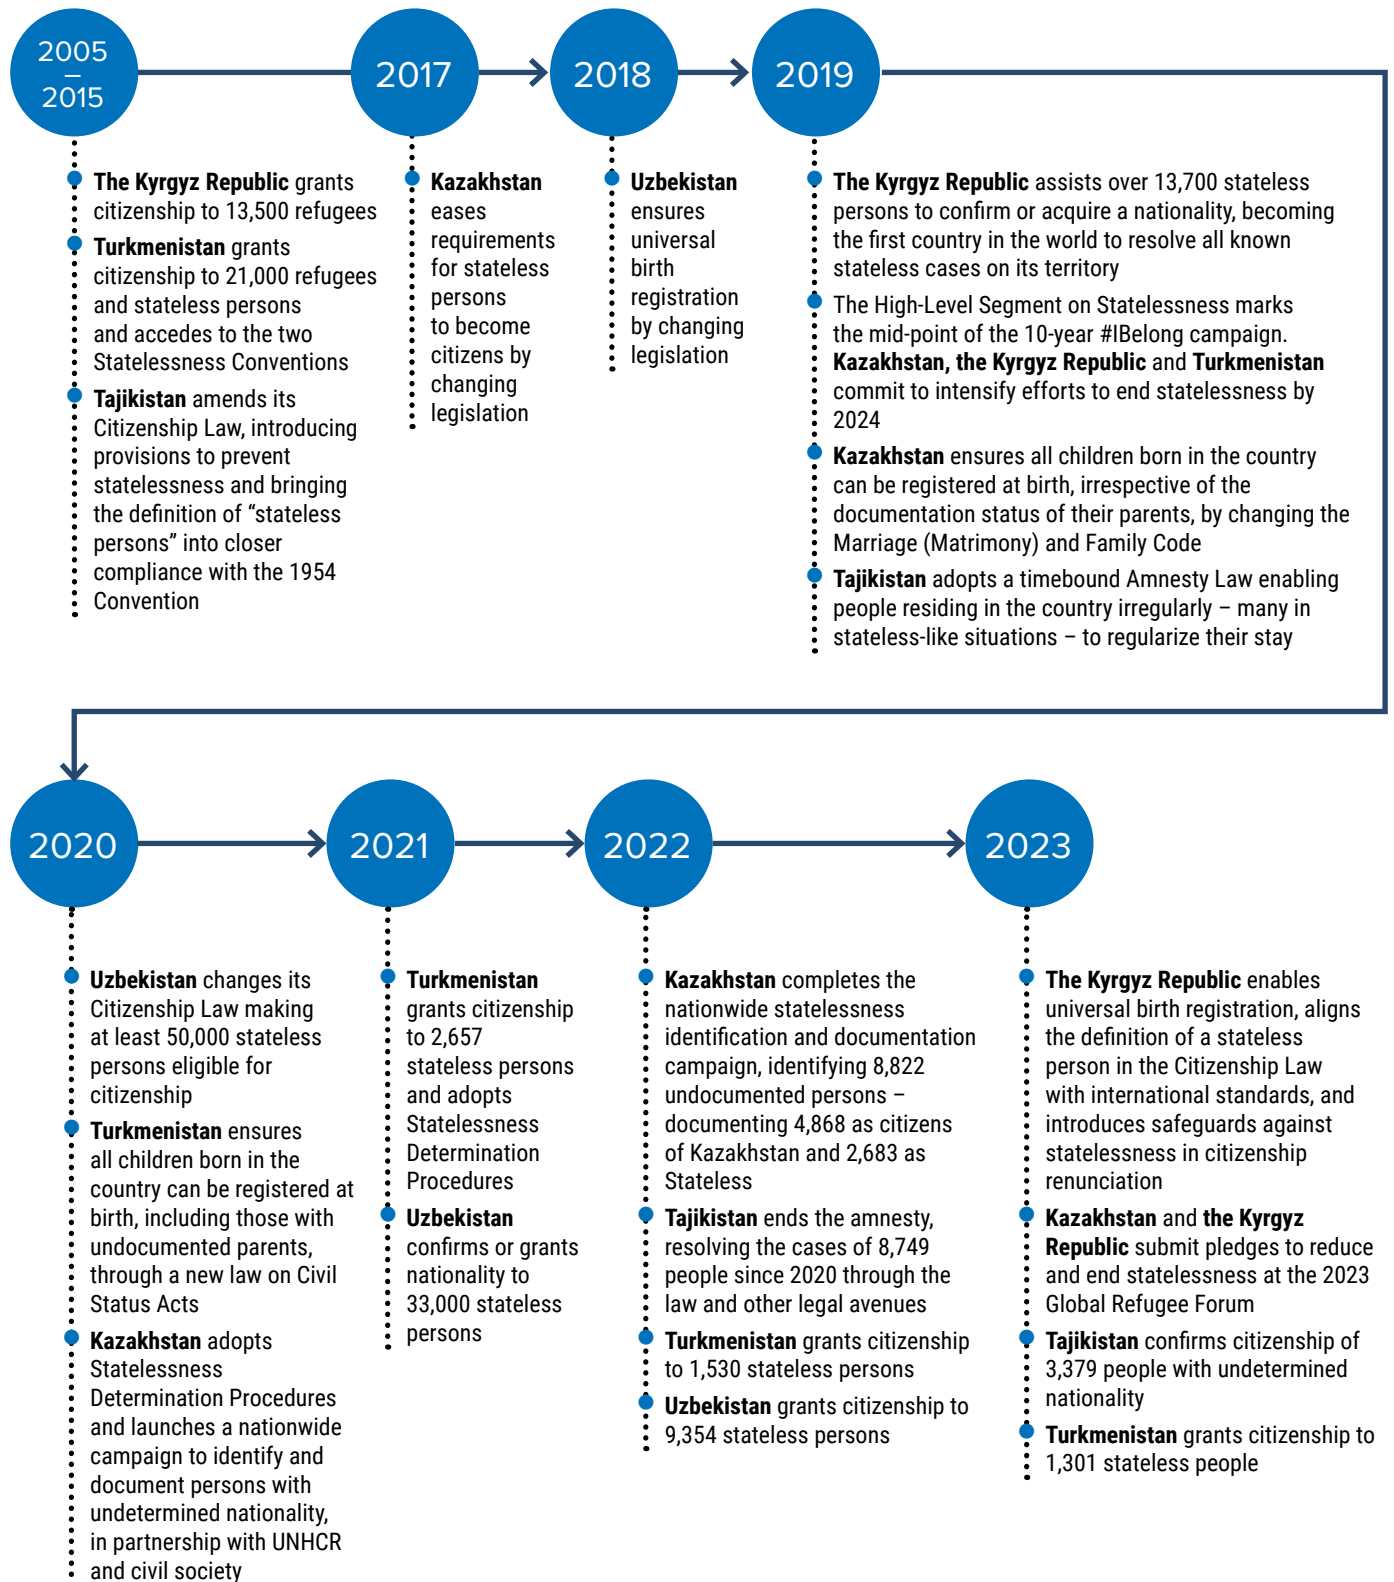 2005
–
2015
The Kyrgyz Republic grants
citizenship to 13,500 refugees
Turkmenistan grants
citizenship to 21,000 refugees
and stateless persons
and accedes to the two
Statelessness Conventions
Tajikistan amends its
Citizenship Law, introducing
provisions to prevent
statelessness and bringing
the definition of “stateless
persons” into closer
compliance with the 1954
Convention
2017
Kazakhstan
eases
requirements
for stateless
persons
to become
citizens by
changing
legislation
2018
Uzbekistan
ensures
universal
birth
registration
by changing
legislation
2019
The Kyrgyz Republic assists over 13,700 stateless
persons to confirm or acquire a nationality, becoming
the first country in the world to resolve all known
stateless cases on its territory
The High-Level Segment on Statelessness marks
the mid-point of the 10-year #IBelong campaign.
Kazakhstan, the Kyrgyz Republic and Turkmenistan
commit to intensify efforts to end statelessness by
2024
Kazakhstan ensures all children born in the country
can be registered at birth, irrespective of the
documentation status of their parents, by changing the
Marriage (Matrimony) and Family Code
Tajikistan adopts a timebound Amnesty Law enabling
people residing in the country irregularly – many in
stateless-like situations – to regularize their stay
2020
Uzbekistan changes its
Citizenship Law making
at least 50,000 stateless
persons eligible for
citizenship
Turkmenistan ensures
all children born in the
country can be registered at
birth, including those with
undocumented parents,
through a new law on Civil
Status Acts
Kazakhstan adopts
Statelessness
Determination Procedures
and launches a nationwide
campaign to identify and
document persons with
undetermined nationality,
in partnership with UNHCR
and civil society
2021
Turkmenistan
grants citizenship
to 2,657
stateless persons
and adopts
Statelessness
Determination
Procedures
Uzbekistan
confirms or grants
nationality to
33,000 stateless
persons
2022
Kazakhstan completes the
nationwide statelessness
identification and documentation
campaign, identifying 8,822
undocumented persons –
documenting 4,868 as citizens
of Kazakhstan and 2,683 as
Stateless
Tajikistan ends the amnesty,
resolving the cases of 8,749
people since 2020 through the
law and other legal avenues
Turkmenistan grants citizenship
to 1,530 stateless persons
Uzbekistan grants citizenship to
9,354 stateless persons
2023
The Kyrgyz Republic enables
universal birth registration, aligns
the definition of a stateless
person in the Citizenship Law
with international standards, and
introduces safeguards against
statelessness in citizenship
renunciation
Kazakhstan and the Kyrgyz
Republic submit pledges to reduce
and end statelessness at the 2023
Global Refugee Forum
Tajikistan confirms citizenship of
3,379 people with undetermined
nationality
Turkmenistan grants citizenship to
1,301 stateless people